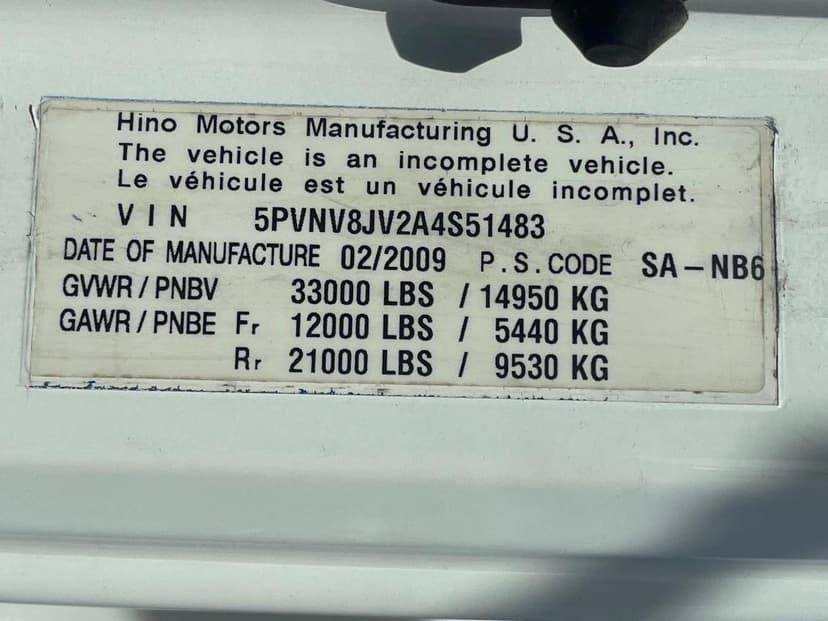 Hino Motors Manufacturing U. S. A., Inc.
The vehicle is an incomplete vehicle.
Le véhicule est un véhicule incomplet.
VIN 5PVNV8JV2A4S51483
DATE OF MANUFACTURE 02/2009 P.S.CODE SA-NB6
GVWR/PNBV 33000 LBS / 14950 KG
GAWR/PNBE Fr 12000 LBS / 5440 KG
Rr 21000 LBS / 9530 KG